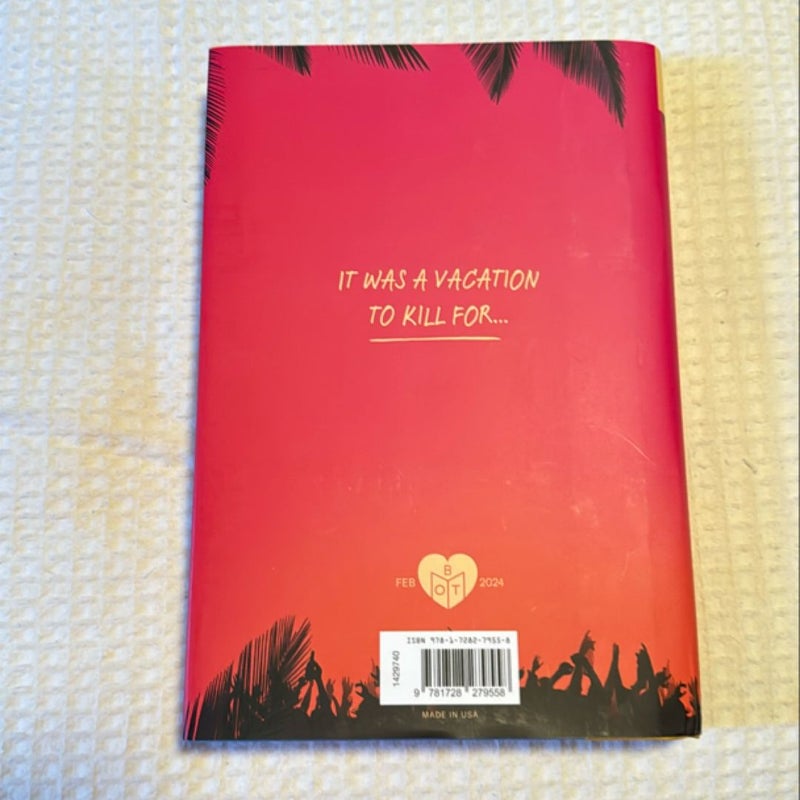 IT WAS A VACATION
TO KILL FOR...
FEB
B
OT
2024
ISBN 978-1-7282-7955-8
1429740
9 781728 279558
MADE IN USA